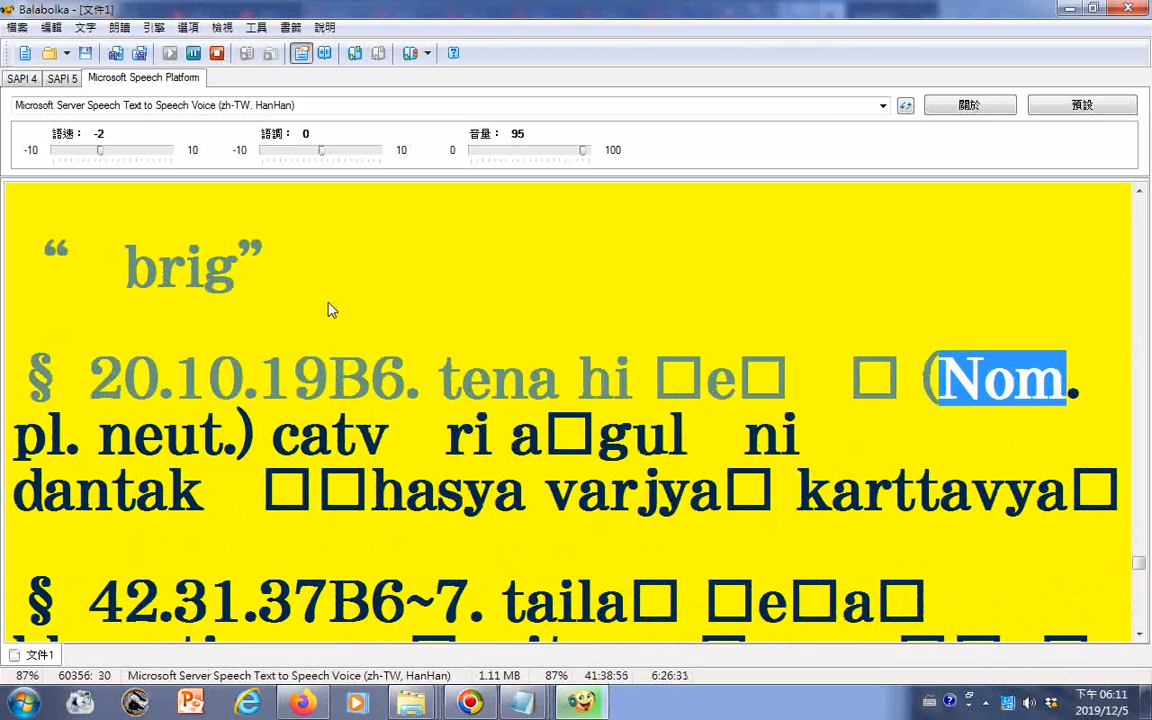 Balabolka - [文件1]
檔案 編輯 文字 朗讀 引擎 選項 檢視 工具 書籤 說明
SAPI 4 SAPI 5 Microsoft Speech Platform
Microsoft Server Speech Text to Speech Voice (zh-TW, HanHan) 關於 預設
語速： -2 語調： 0 音量： 95
-10 10 -10 10 0 100
“ brig”
§ 20.10.19B6. tena hi □e□ □ (Nom.
pl. neut.) catv ri a□gul ni
dantak □□hasya varjya□ karttavya□
§ 42.31.37B6~7. taila□ □e□a□
文件1
87% 60356: 30 Microsoft Server Speech Text to Speech Voice (zh-TW, HanHan) 1.11 MB 87% 41:38:56 6:26:31
下午 06:11
2019/12/5